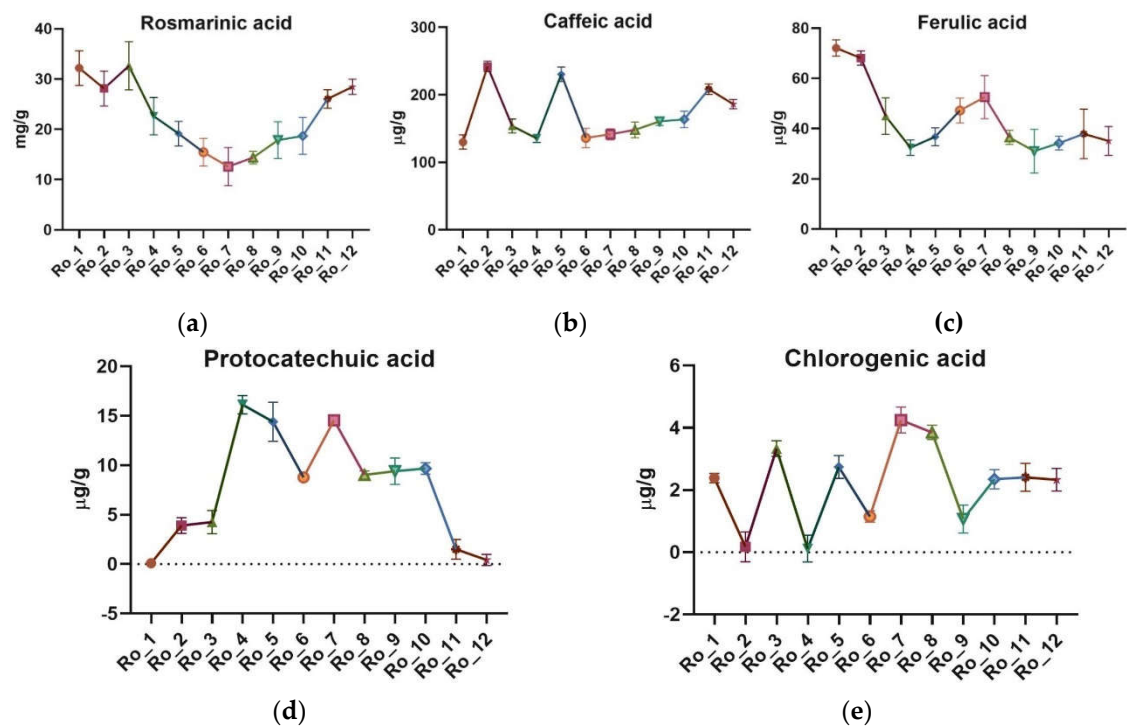 Rosmarinic acid
mg/g
40
30
20
10
0
Ro_1 Ro_2 Ro_3 Ro_4 Ro_5 Ro_6 Ro_7 Ro_8 Ro_9 Ro_10 Ro_11 Ro_12
(a)
Caffeic acid
µg/g
300
200
100
0
Ro_1 Ro_2 Ro_3 Ro_4 Ro_5 Ro_6 Ro_7 Ro_8 Ro_9 Ro_10 Ro_11 Ro_12
(b)
Ferulic acid
µg/g
80
60
40
20
0
Ro_1 Ro_2 Ro_3 Ro_4 Ro_5 Ro_6 Ro_7 Ro_8 Ro_9 Ro_10 Ro_11 Ro_12
(c)
Protocatechuic acid
µg/g
20
15
10
5
0
-5
Ro_1 Ro_2 Ro_3 Ro_4 Ro_5 Ro_6 Ro_7 Ro_8 Ro_9 Ro_10 Ro_11 Ro_12
(d)
Chlorogenic acid
µg/g
6
4
2
0
-2
Ro_1 Ro_2 Ro_3 Ro_4 Ro_5 Ro_6 Ro_7 Ro_8 Ro_9 Ro_10 Ro_11 Ro_12
(e)